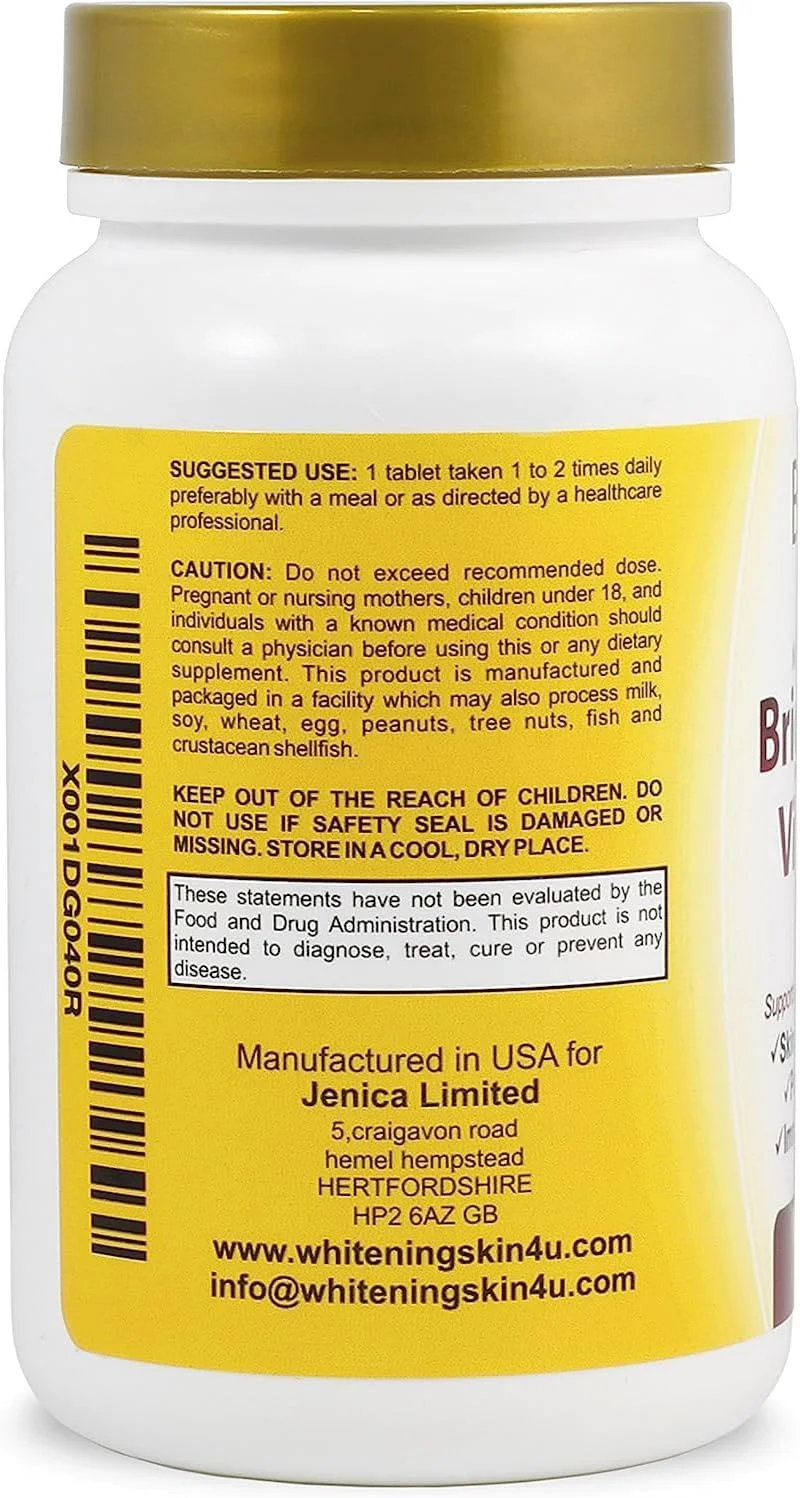 SUGGESTED USE: 1 tablet taken 1 to 2 times daily
preferably with a meal or as directed by a healthcare
professional.
CAUTION: Do not exceed recommended dose.
Pregnant or nursing mothers, children under 18, and
individuals with a known medical condition should
consult a physician before using this or any dietary
supplement. This product is manufactured and
packaged in a facility which may also process milk,
soy, wheat, egg, peanuts, tree nuts, fish and
crustacean shellfish.
KEEP OUT OF THE REACH OF CHILDREN. DO
NOT USE IF SAFETY SEAL IS DAMAGED OR
MISSING. STORE IN A COOL, DRY PLACE.
These statements have not been evaluated by the
Food and Drug Administration. This product is not
intended to diagnose, treat, cure or prevent any
disease.
Manufactured in USA for
Jenica Limited
5,craigavon road
hemel hempstead
HERTFORDSHIRE
HP2 6AZ GB
www.whiteningskin4u.com
info@whiteningskin4u.com
X001DG040R